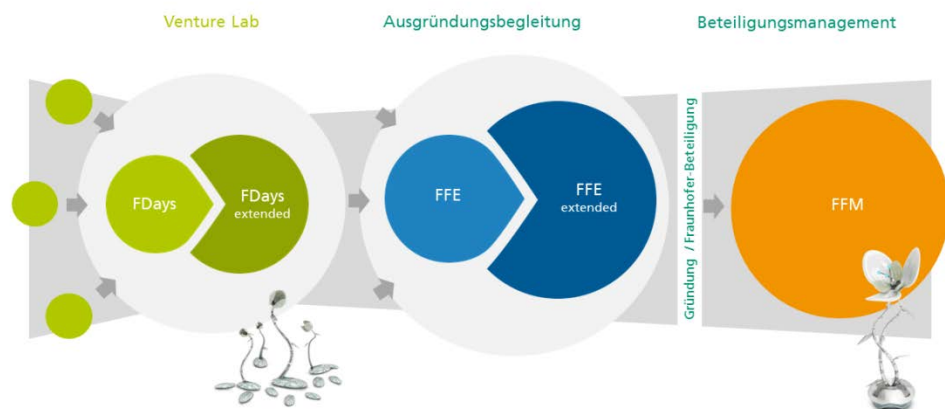 Venture Lab
Ausgründungsbegleitung
Beteiligungsmanagement
FDays
FDays
extended
FFE
FFE
extended
Gründung / Fraunhofer-Beteiligung
FFM